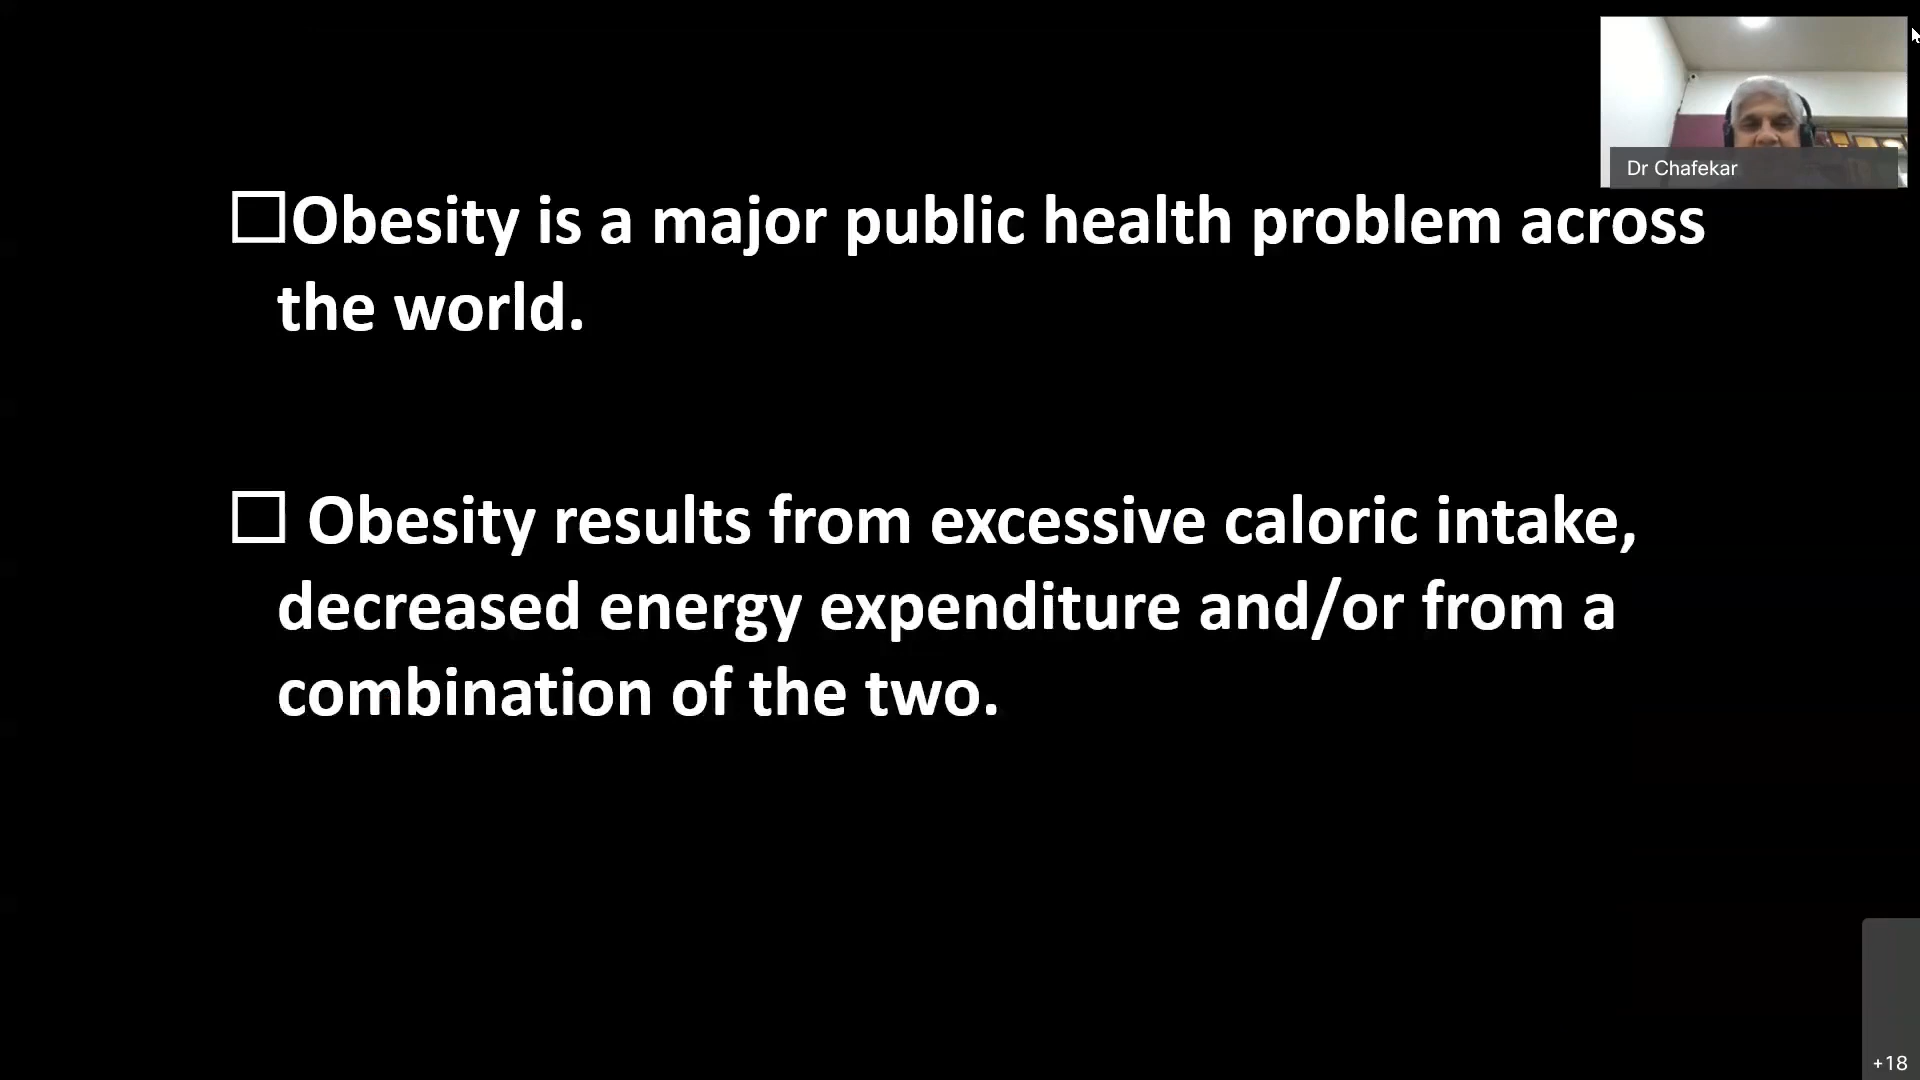 Dr Chafekar
☐Obesity is a major public health problem across
the world.
☐ Obesity results from excessive caloric intake,
decreased energy expenditure and/or from a
combination of the two.
+18